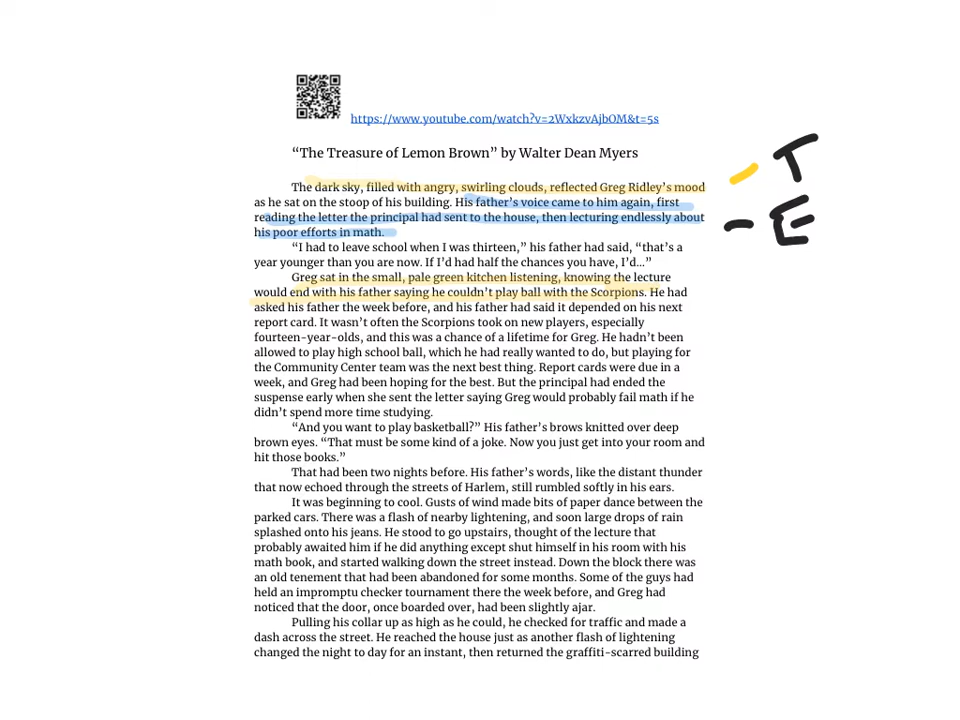 https://www.youtube.com/watch?v=2WxkzvAjbOM&t=5s
“The Treasure of Lemon Brown” by Walter Dean Myers
- T
- E
The dark sky, filled with angry, swirling clouds, reflected Greg Ridley’s mood
as he sat on the stoop of his building. His father’s voice came to him again, first
reading the letter the principal had sent to the house, then lecturing endlessly about
his poor efforts in math.
“I had to leave school when I was thirteen,” his father had said, “that’s a
year younger than you are now. If I’d had half the chances you have, I’d...”
Greg sat in the small, pale green kitchen listening, knowing the lecture
would end with his father saying he couldn’t play ball with the Scorpions. He had
asked his father the week before, and his father had said it depended on his next
report card. It wasn’t often the Scorpions took on new players, especially
fourteen-year-olds, and this was a chance of a lifetime for Greg. He hadn’t been
allowed to play high school ball, which he had really wanted to do, but playing for
the Community Center team was the next best thing. Report cards were due in a
week, and Greg had been hoping for the best. But the principal had ended the
suspense early when she sent the letter saying Greg would probably fail math if he
didn’t spend more time studying.
“And you want to play basketball?” His father’s brows knitted over deep
brown eyes. “That must be some kind of a joke. Now you just get into your room and
hit those books.”
That had been two nights before. His father’s words, like the distant thunder
that now echoed through the streets of Harlem, still rumbled softly in his ears.
It was beginning to cool. Gusts of wind made bits of paper dance between the
parked cars. There was a flash of nearby lightening, and soon large drops of rain
splashed onto his jeans. He stood to go upstairs, thought of the lecture that
probably awaited him if he did anything except shut himself in his room with his
math book, and started walking down the street instead. Down the block there was
an old tenement that had been abandoned for some months. Some of the guys had
held an impromptu checker tournament there the week before, and Greg had
noticed that the door, once boarded over, had been slightly ajar.
Pulling his collar up as high as he could, he checked for traffic and made a
dash across the street. He reached the house just as another flash of lightening
changed the night to day for an instant, then returned the graffiti-scarred building